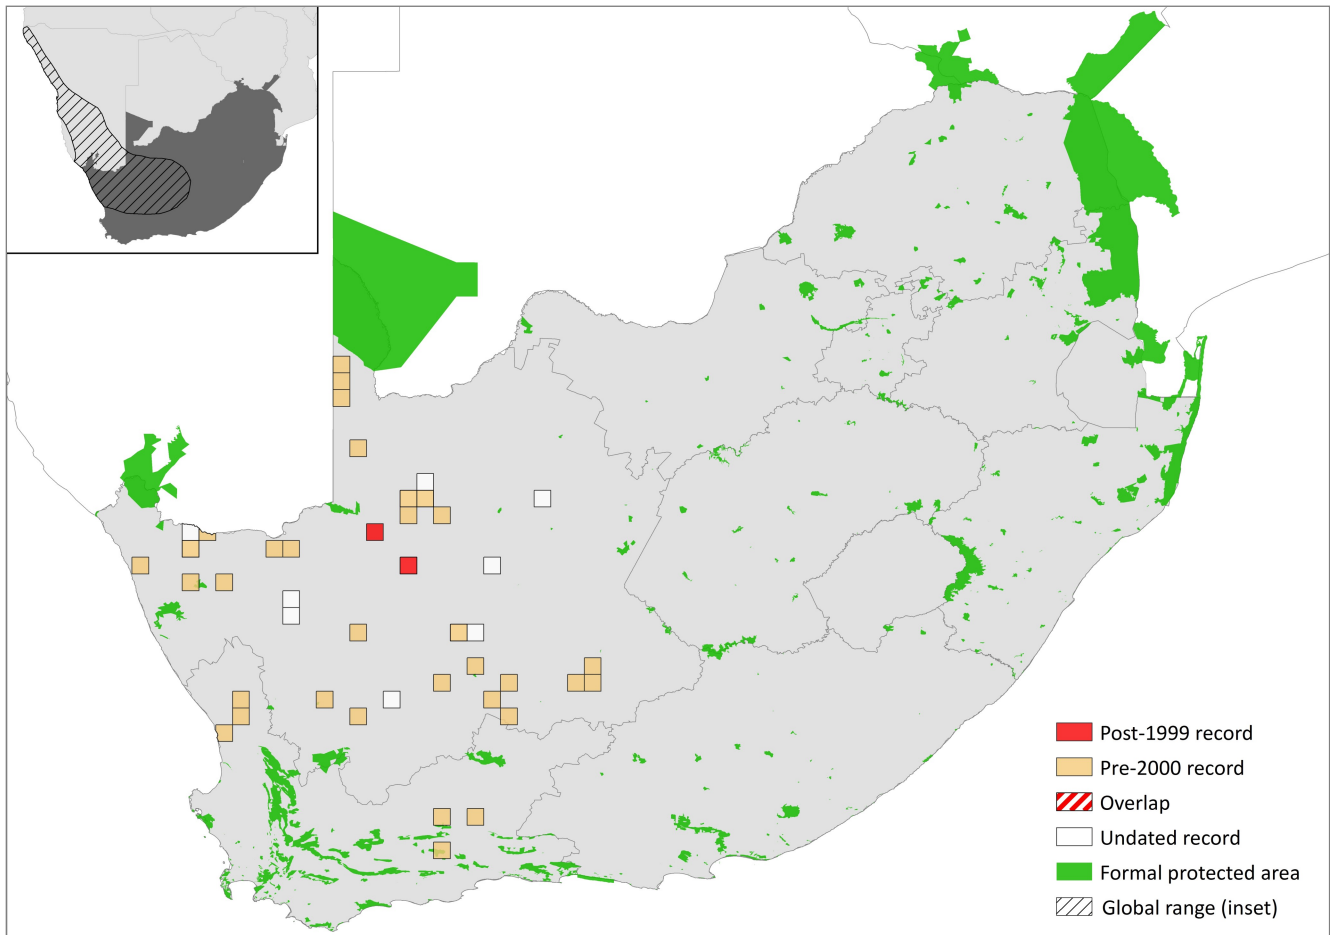 Post-1999 record
Pre-2000 record
Overlap
Undated record
Formal protected area
Global range (inset)